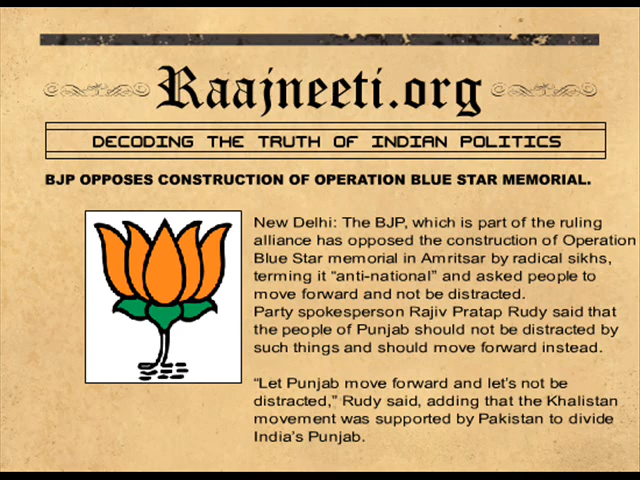 Raajneeti.org
DECODING THE TRUTH OF INDIAN POLITICS
BJP OPPOSES CONSTRUCTION OF OPERATION BLUE STAR MEMORIAL.
New Delhi: The BJP, which is part of the ruling
alliance has opposed the construction of Operation
Blue Star memorial in Amritsar by radical sikhs,
terming it “anti-national” and asked people to
move forward and not be distracted.
Party spokesperson Rajiv Pratap Rudy said that
the people of Punjab should not be distracted by
such things and should move forward instead.
“Let Punjab move forward and let’s not be
distracted,” Rudy said, adding that the Khalistan
movement was supported by Pakistan to divide
India’s Punjab.